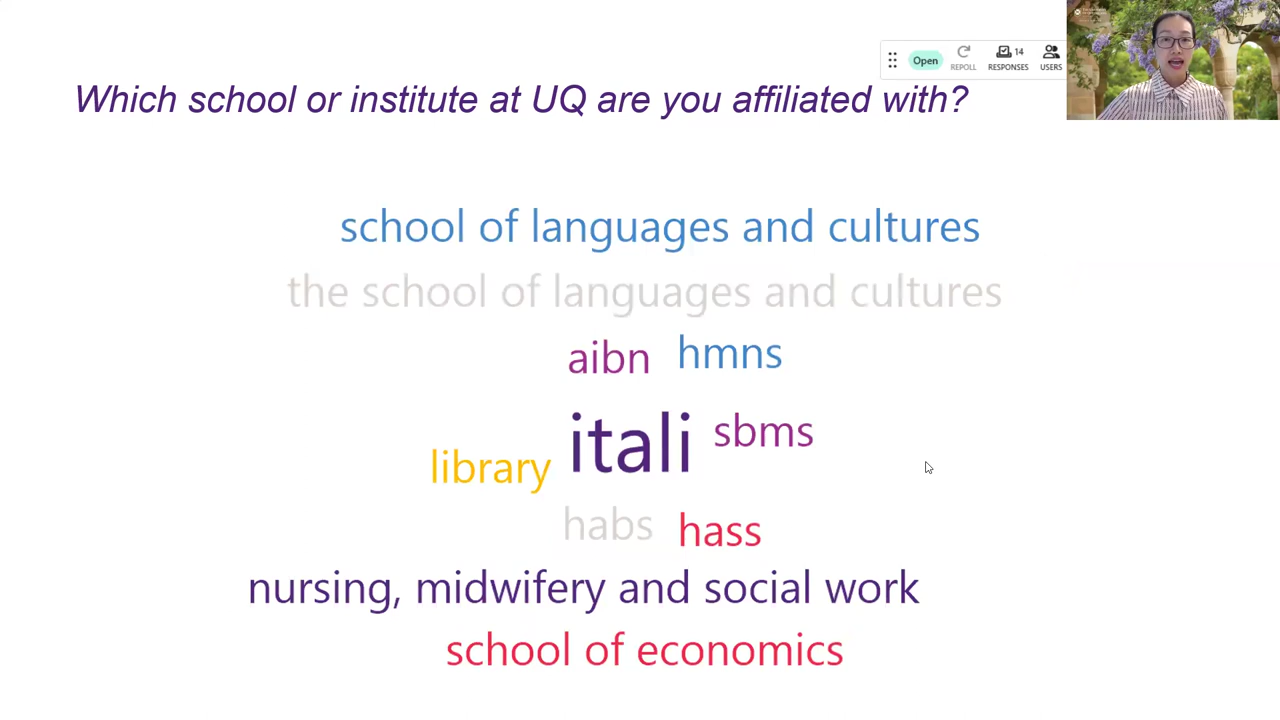 Open
REPOLL
14
RESPONSES
USERS
Which school or institute at UQ are you affiliated with?
school of languages and cultures
the school of languages and cultures
aibn hmns
itali sbms
library
habs hass
nursing, midwifery and social work
school of economics